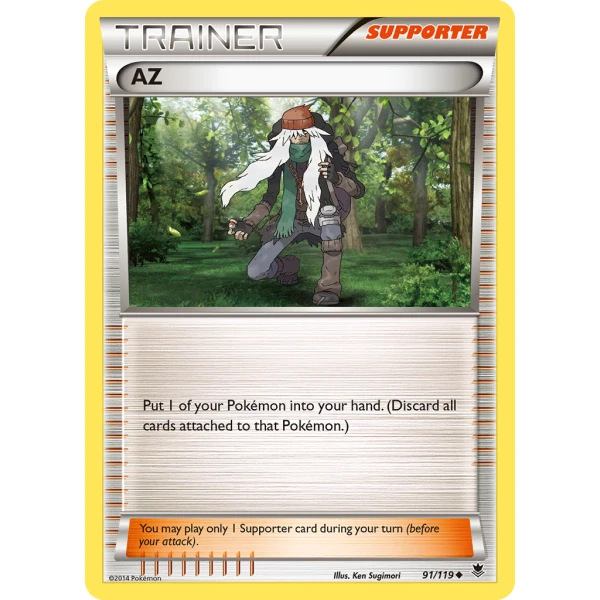 TRAINER SUPPORTER
AZ
Put 1 of your Pokémon into your hand. (Discard all
cards attached to that Pokémon.)
You may play only 1 Supporter card during your turn (before
your attack).
©2014 Pokémon Illus. Ken Sugimori 91/119